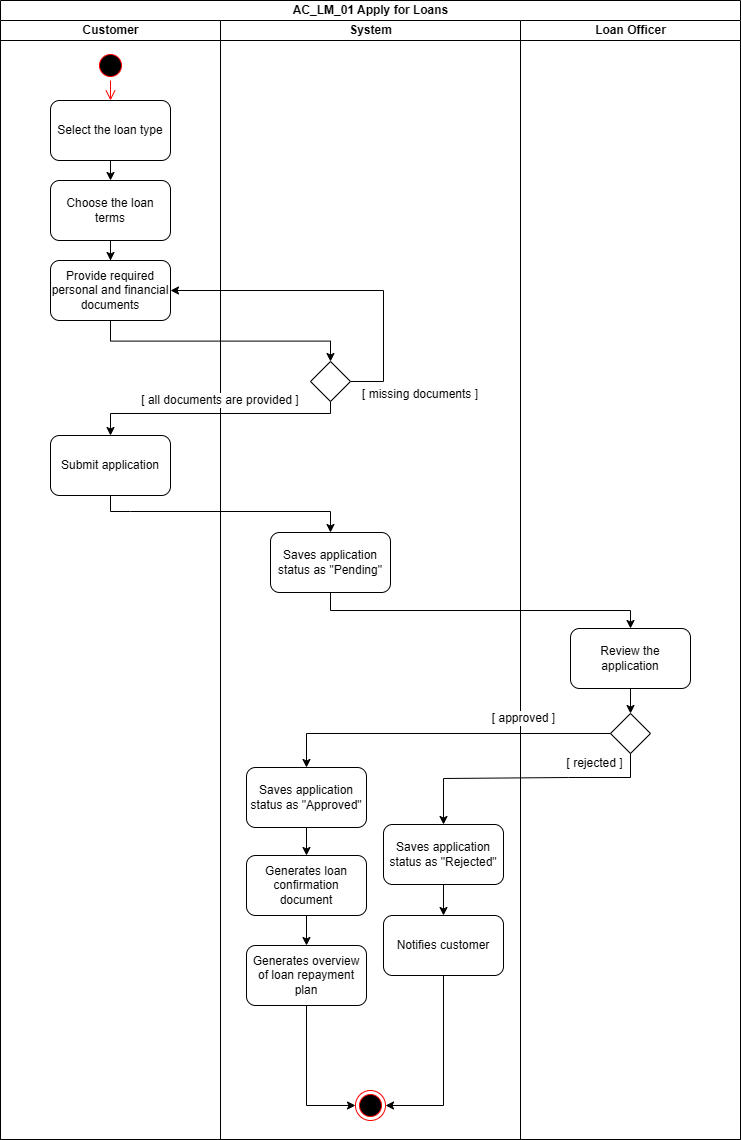 AC_LM_01 Apply for Loans
Customer
System
Loan Officer
Select the loan type
Choose the loan
terms
Provide required
personal and financial
documents
[ missing documents ]
[ all documents are provided ]
Submit application
Saves application
status as "Pending"
Review the
application
[ approved ]
[ rejected ]
Saves application
status as "Approved"
Saves application
status as "Rejected"
Generates loan
confirmation
document
Notifies customer
Generates overview
of loan repayment
plan